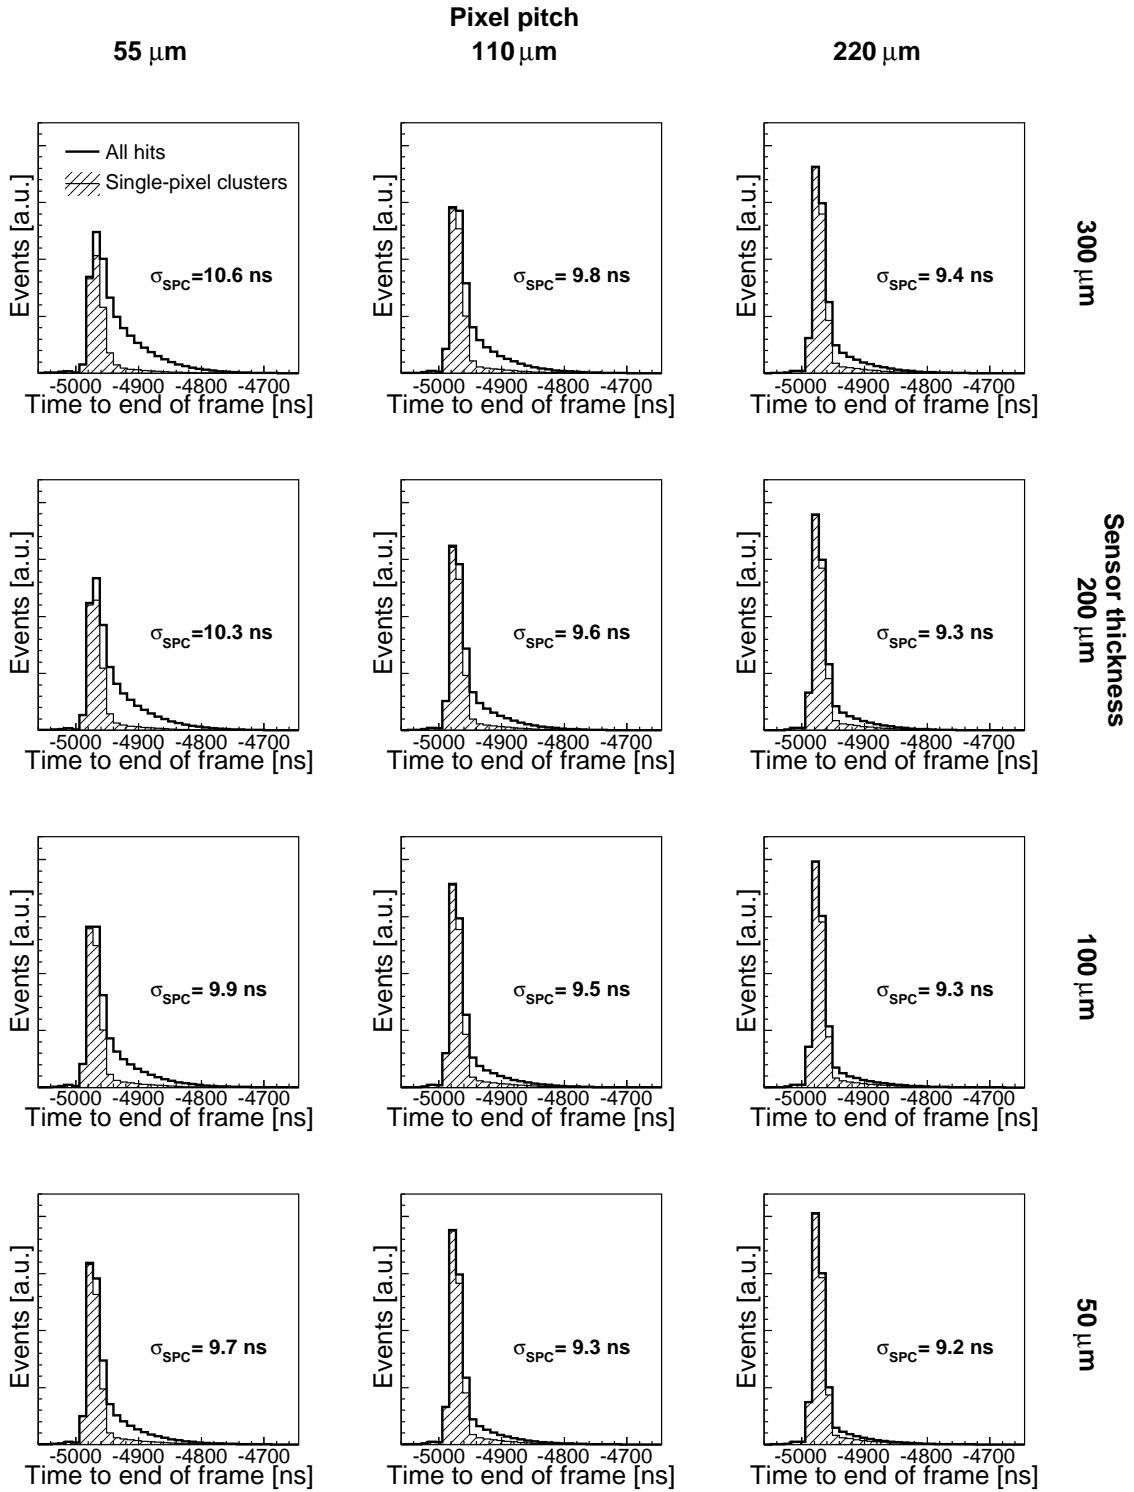 Pixel pitch
55 μm 110 μm 220 μm
All hits
Single-pixel clusters
Events [a.u.]
σSPC=10.6 ns
-5000 -4900 -4800 -4700
Time to end of frame [ns]
Events [a.u.]
σSPC= 9.8 ns
-5000 -4900 -4800 -4700
Time to end of frame [ns]
Events [a.u.]
σSPC= 9.4 ns
-5000 -4900 -4800 -4700
Time to end of frame [ns]
300 μm
Events [a.u.]
σSPC=10.3 ns
-5000 -4900 -4800 -4700
Time to end of frame [ns]
Events [a.u.]
σSPC= 9.6 ns
-5000 -4900 -4800 -4700
Time to end of frame [ns]
Events [a.u.]
σSPC= 9.3 ns
-5000 -4900 -4800 -4700
Time to end of frame [ns]
Sensor thickness
200 μm
Events [a.u.]
σSPC= 9.9 ns
-5000 -4900 -4800 -4700
Time to end of frame [ns]
Events [a.u.]
σSPC= 9.5 ns
-5000 -4900 -4800 -4700
Time to end of frame [ns]
Events [a.u.]
σSPC= 9.3 ns
-5000 -4900 -4800 -4700
Time to end of frame [ns]
100 μm
Events [a.u.]
σSPC= 9.7 ns
-5000 -4900 -4800 -4700
Time to end of frame [ns]
Events [a.u.]
σSPC= 9.3 ns
-5000 -4900 -4800 -4700
Time to end of frame [ns]
Events [a.u.]
σSPC= 9.2 ns
-5000 -4900 -4800 -4700
Time to end of frame [ns]
50 μm